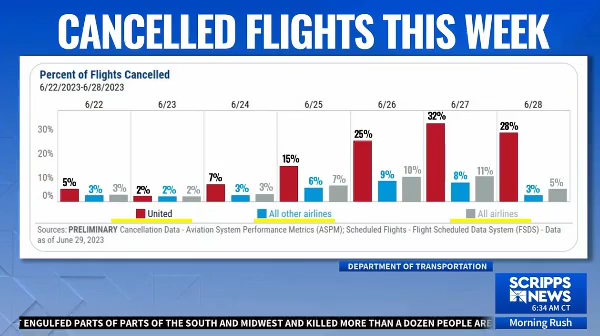 CANCELLED FLIGHTS THIS WEEK
Percent of Flights Cancelled
6/22/2023-6/28/2023
6/22 6/23 6/24 6/25 6/26 6/27 6/28
30%
20%
10%
0%
5% 3% 3% 2% 2% 2% 7% 3% 3% 15% 6% 7% 25% 9% 10% 32% 8% 11% 28% 3% 5%
United All other airlines All airlines
Sources: PRELIMINARY Cancellation Data - Aviation System Performance Metrics (ASPM); Scheduled Flights - Flight Scheduled Data System (FSDS) - Data
as of June 29, 2023
DEPARTMENT OF TRANSPORTATION
SCRIPPS
NEWS
6:34 AM CT
ENGULFED PARTS OF PARTS OF THE SOUTH AND MIDWEST AND KILLED MORE THAN A DOZEN PEOPLE ARE
Morning Rush